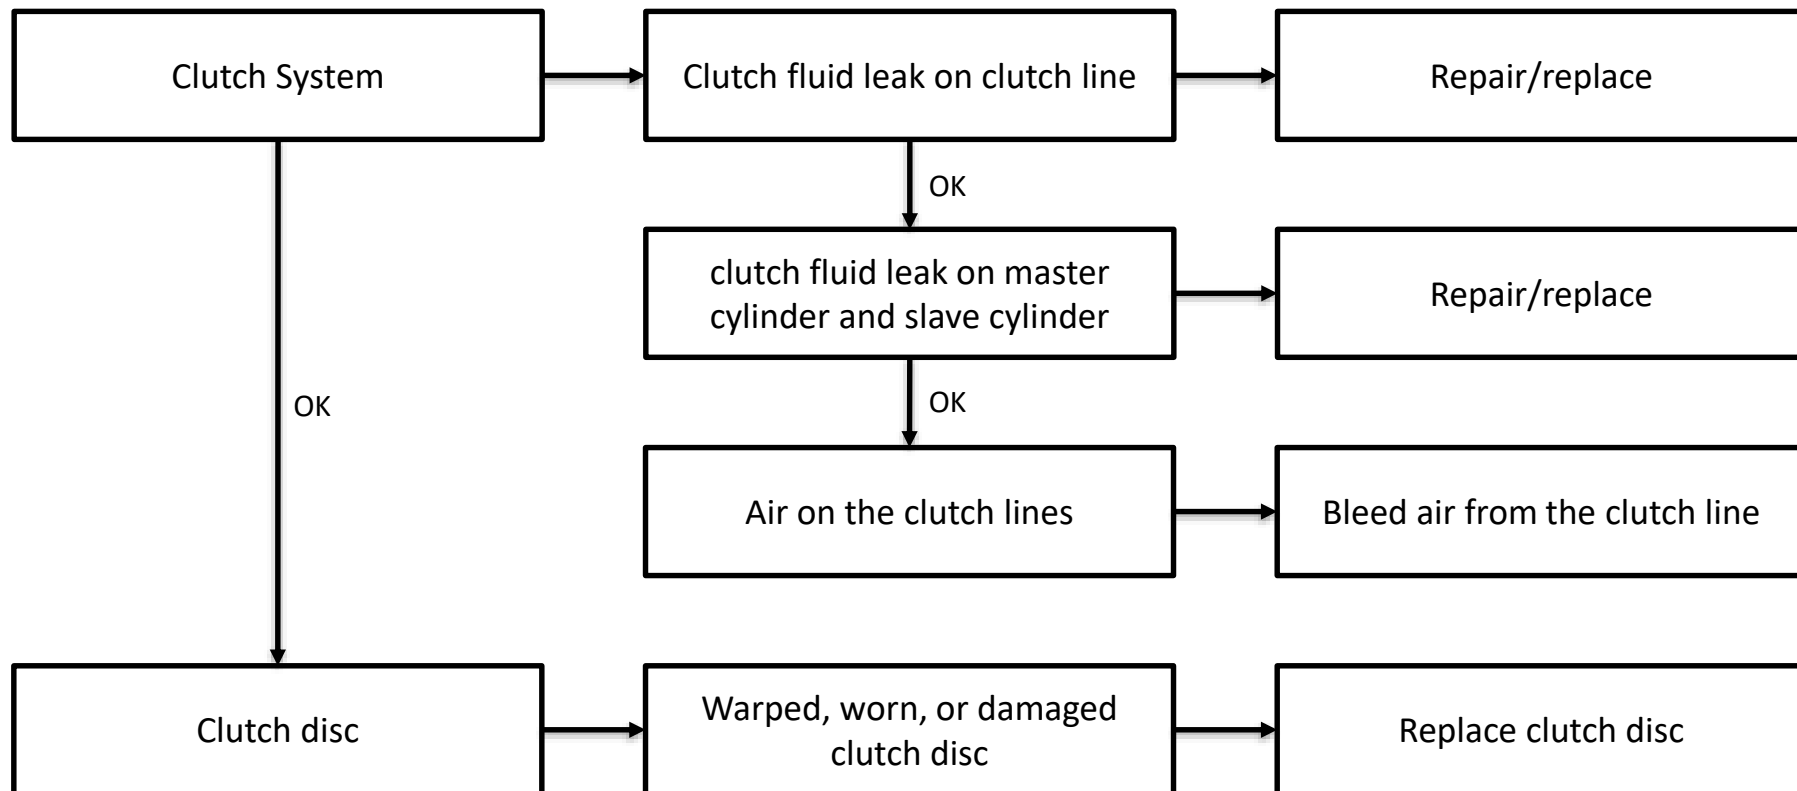 Clutch System
Clutch fluid leak on clutch line
Repair/replace
OK
clutch fluid leak on master
cylinder and slave cylinder
Repair/replace
OK
OK
Air on the clutch lines
Bleed air from the clutch line
Clutch disc
Warped, worn, or damaged
clutch disc
Replace clutch disc